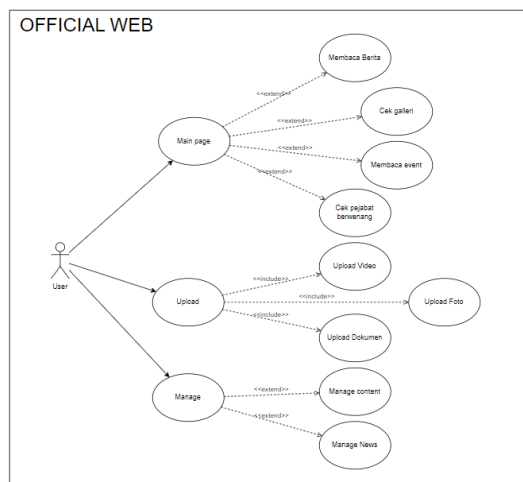 OFFICIAL WEB
Membaca Berita
<<extend>>
Cek galleri
<<extend>>
Main page
Membaca event
<<extend>>
<<extend>>
Cek pejabat
berwenang
User
Upload Video
<<include>>
Upload
<<include>>
Upload Foto
<<include>>
Upload Dokumen
Manage content
<<extend>>
Manage
<<extend>>
Manage News